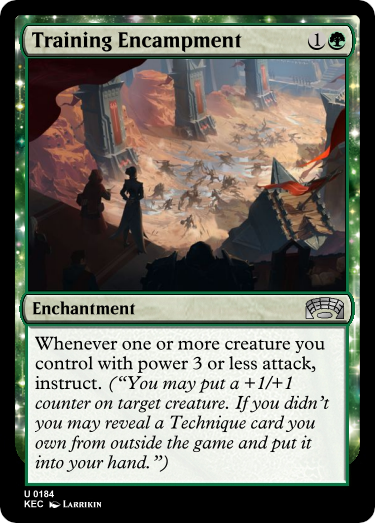 Training Encampment 1
Enchantment
Whenever one or more creature you
control with power 3 or less attack,
instruct. (“You may put a +1/+1
counter on target creature. If you didn’t
you may reveal a Technique card you
own from outside the game and put it
into your hand.”)
U 0184
KEC Larrikin